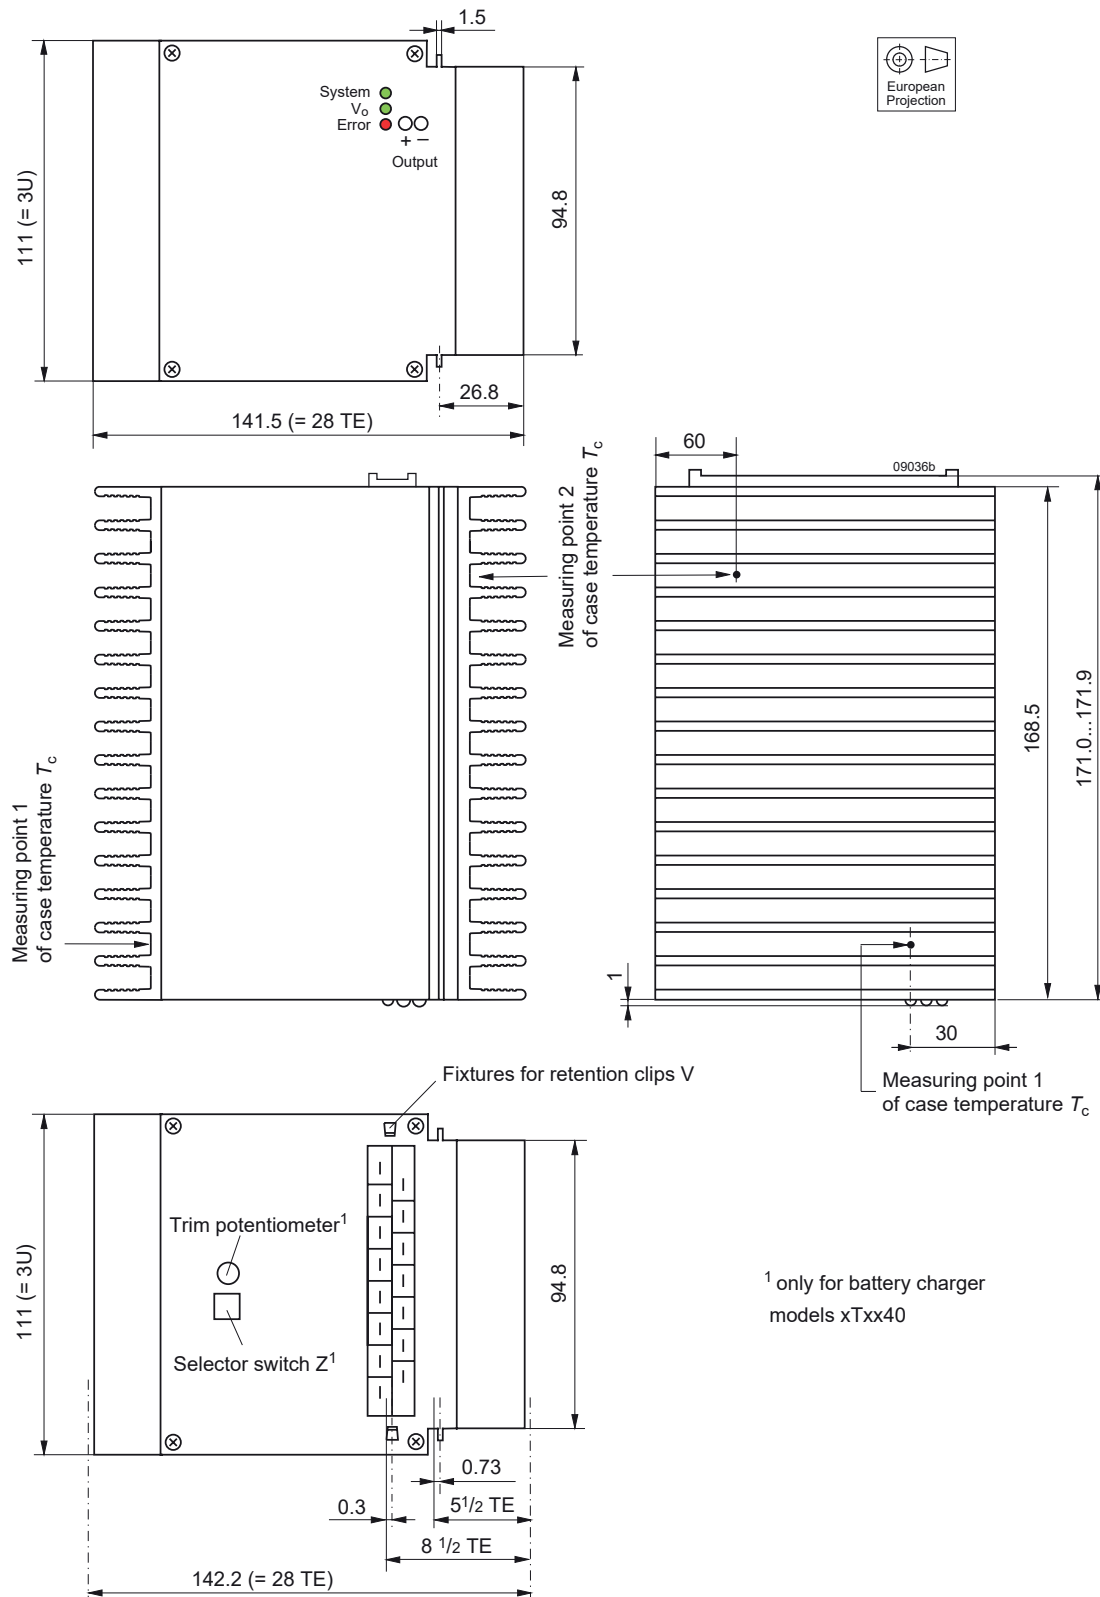 1.5
European
Projection
System
Vo
Error
+ –
Output
111 (= 3U)
94.8
26.8
141.5 (= 28 TE)
60
09036b
Measuring point 2
of case temperature Tc
168.5
171.0...171.9
Measuring point 1
of case temperature Tc
1
30
Measuring point 1
of case temperature Tc
Fixtures for retention clips V
Trim potentiometer1
111 (= 3U)
94.8
Selector switch Z1
1 only for battery charger
models xTxx40
0.73
0.3
51/2 TE
8 1/2 TE
142.2 (= 28 TE)